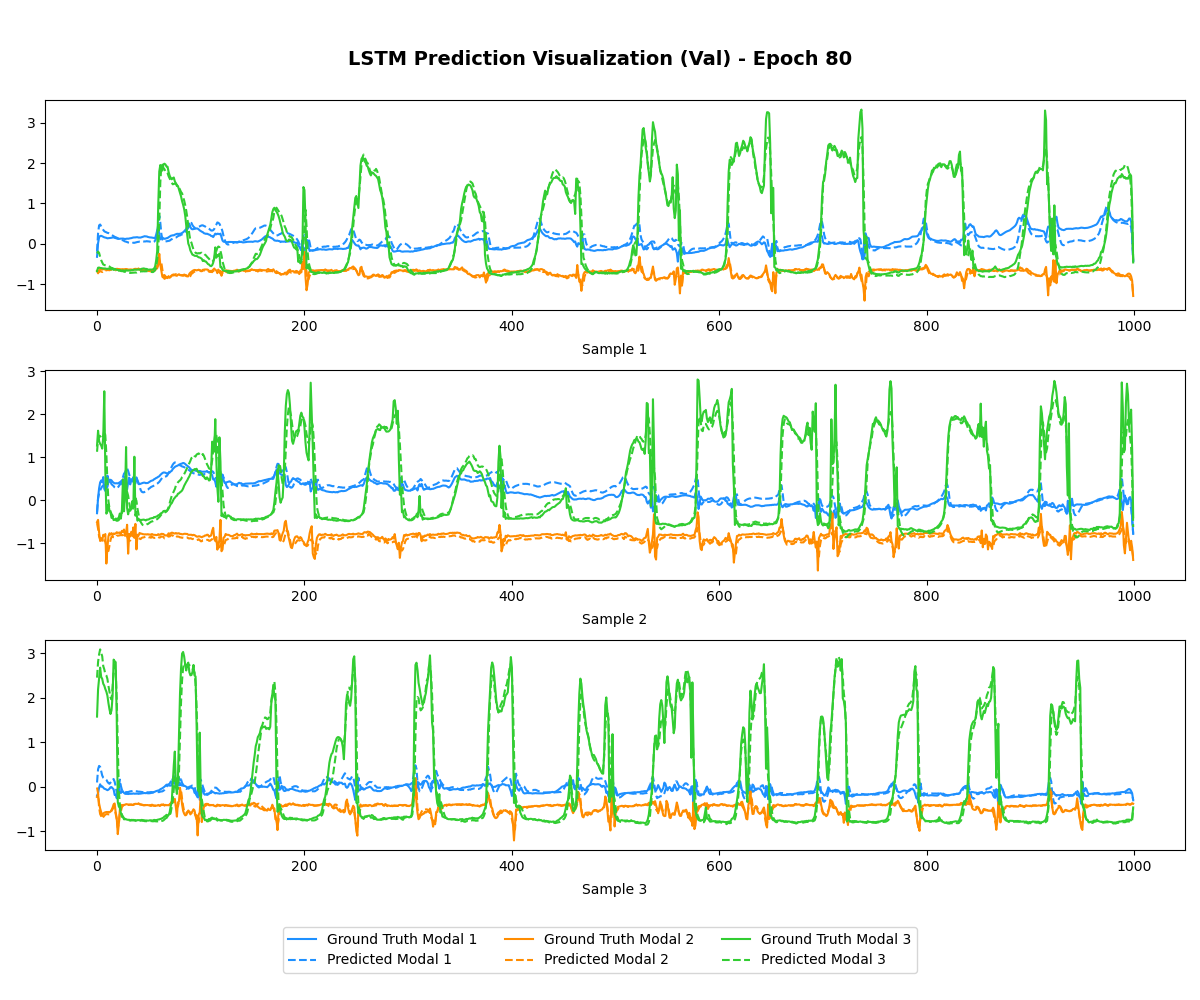 LSTM Prediction Visualization (Val) - Epoch 80
3
2
1
0
−1
0 200 400 600 800 1000
Sample 1
3
2
1
0
−1
0 200 400 600 800 1000
Sample 2
3
2
1
0
−1
0 200 400 600 800 1000
Sample 3
Ground Truth Modal 1 Ground Truth Modal 2 Ground Truth Modal 3
Predicted Modal 1 Predicted Modal 2 Predicted Modal 3